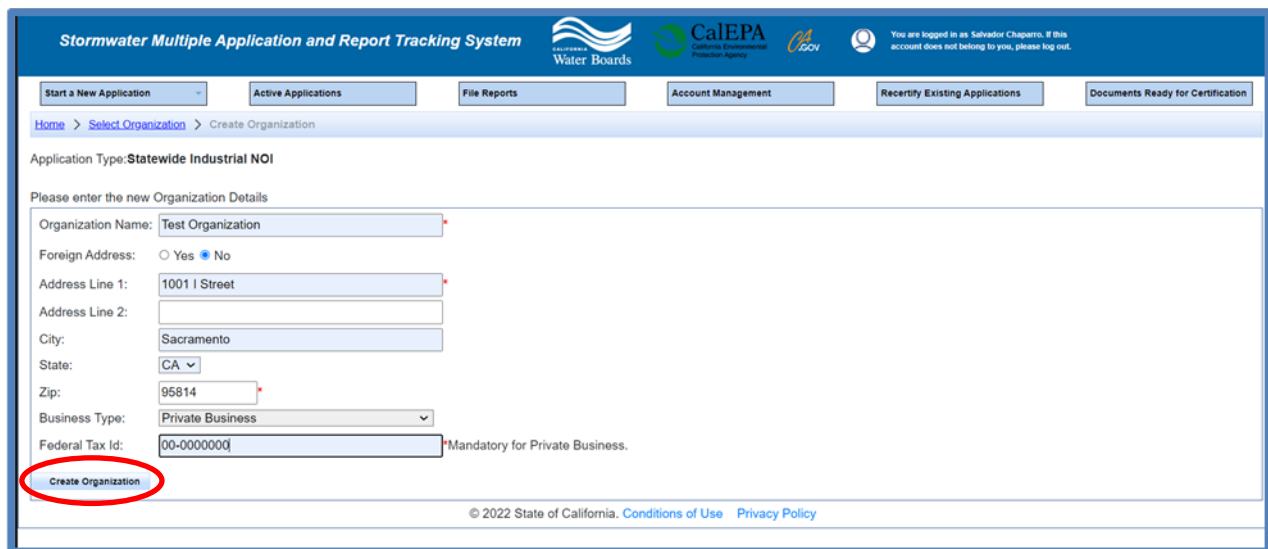 Stormwater Multiple Application and Report Tracking System
CALIFORNIA
Water Boards
CalEPA
California Environmental
Protection Agency
CA.GOV
You are logged in as Salvador Chaparro. If this
account does not belong to you, please log out.
Start a New Application
Active Applications
File Reports
Account Management
Recertify Existing Applications
Documents Ready for Certification
Home > Select Organization > Create Organization
Application Type:Statewide Industrial NOI
Please enter the new Organization Details
Organization Name: Test Organization *
Foreign Address: Yes No
Address Line 1: 1001 I Street *
Address Line 2:
City: Sacramento
State: CA
Zip: 95814 *
Business Type: Private Business
Federal Tax Id: 00-0000000 *Mandatory for Private Business.
Create Organization
© 2022 State of California. Conditions of Use Privacy Policy